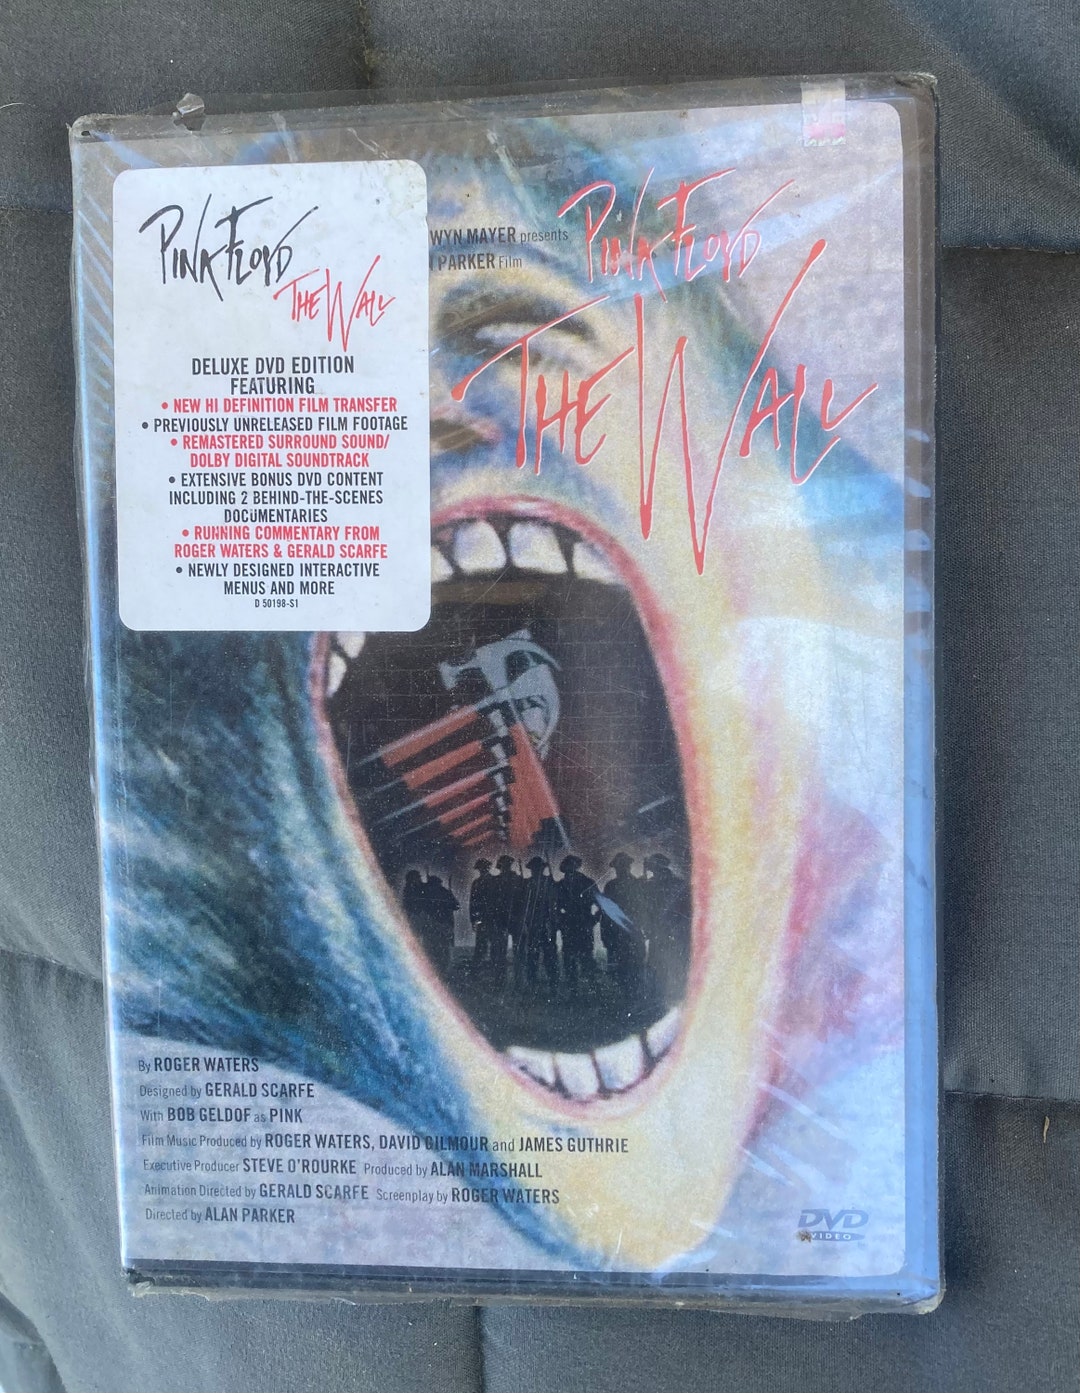 PINK FLOYD
THE WALL
DELUXE DVD EDITION
FEATURING
• NEW HI DEFINITION FILM TRANSFER
• PREVIOUSLY UNRELEASED FILM FOOTAGE
• REMASTERED SURROUND SOUND/
DOLBY DIGITAL SOUNDTRACK
• EXTENSIVE BONUS DVD CONTENT
INCLUDING 2 BEHIND-THE-SCENES
DOCUMENTARIES
• RUNNING COMMENTARY FROM
ROGER WATERS & GERALD SCARFE
• NEWLY DESIGNED INTERACTIVE
MENUS AND MORE
D 50198-S1
WYN MAYER presents
PARKER Film
PINK FLOYD
THE WALL
By ROGER WATERS
Designed by GERALD SCARFE
With BOB GELDOF as PINK
Film Music Produced by ROGER WATERS, DAVID GILMOUR and JAMES GUTHRIE
Executive Producer STEVE O'ROURKE Produced by ALAN MARSHALL
Animation Directed by GERALD SCARFE Screenplay by ROGER WATERS
Directed by ALAN PARKER
DVD
VIDEO